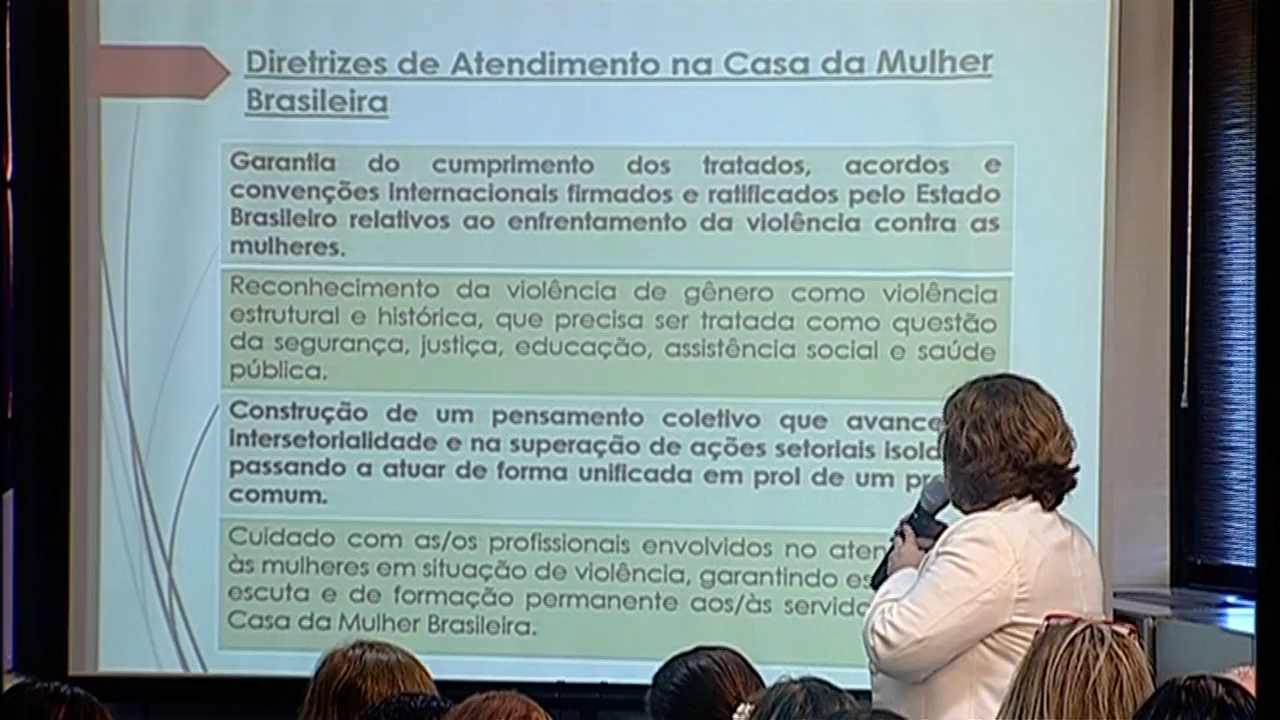 Diretrizes de Atendimento na Casa da Mulher
Brasileira
Garantia do cumprimento dos tratados, acordos e
convenções internacionais firmados e ratificados pelo Estado
Brasileiro relativos ao enfrentamento da violência contra as
mulheres.
Reconhecimento da violência de gênero como violência
estrutural e histórica, que precisa ser tratada como questão
da segurança, justiça, educação, assistência social e saúde
pública.
Construção de um pensamento coletivo que avance
intersetorialidade e na superação de ações setoriais
passando a atuar de forma unificada em prol de um
comum.
Cuidado com as/os profissionais envolvidos no
às mulheres em situação de violência, garantindo
escuta e de formação permanente aos/às
Casa da Mulher Brasileira.